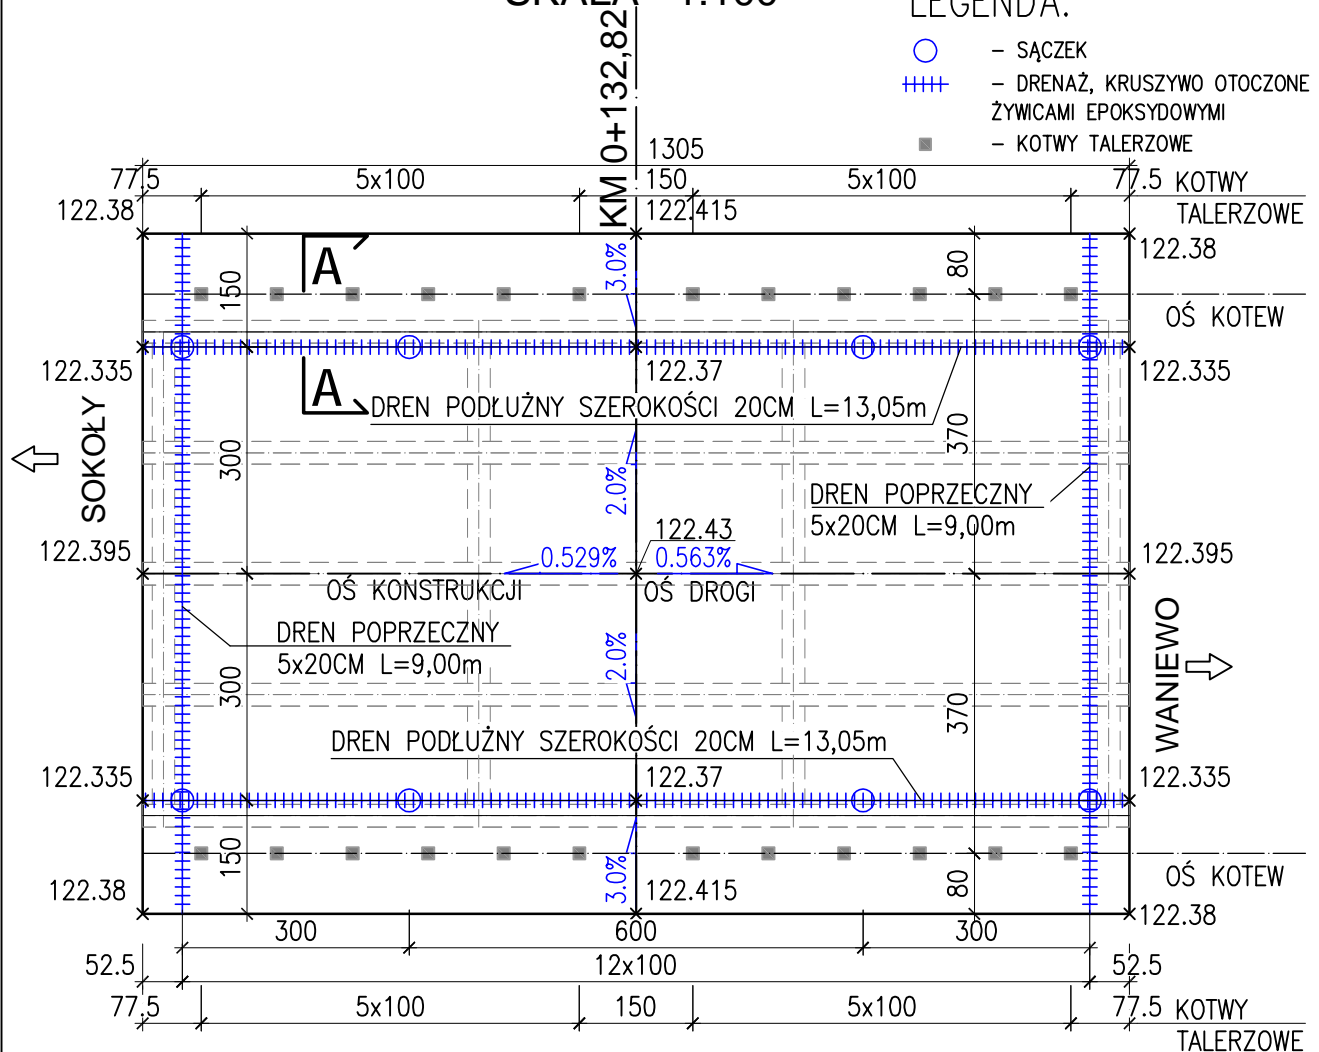 SKALA 1:100
LEGENDA:
- SĄCZEK
- DRENAŻ, KRUSZYWO OTOCZONE
ŻYWICAMI EPOKSYDOWYMI
- KOTWY TALERZOWE
KM 0+132,82
1305
77.5 5x100 150 5x100 77.5 KOTWY
TALERZOWE
122.38 122.415
122.38
3.0%
A
150
80
OŚ KOTEW
122.335 122.37 122.335
A
DREN PODŁUŻNY SZEROKOŚCI 20CM L=13,05m
SOKOŁY
300
370
2.0%
DREN POPRZECZNY
5x20CM L=9,00m
122.43
122.395 0.529% 0.563% 122.395
OŚ KONSTRUKCJI OŚ DROGI
DREN POPRZECZNY
5x20CM L=9,00m
2.0%
300
370
WANIEWO
DREN PODŁUŻNY SZEROKOŚCI 20CM L=13,05m
122.335 122.37 122.335
150
3.0%
80
OŚ KOTEW
122.38 122.415
122.38
300 600 300
52.5 12x100 52.5
77.5 5x100 150 5x100 77.5 KOTWY
TALERZOWE